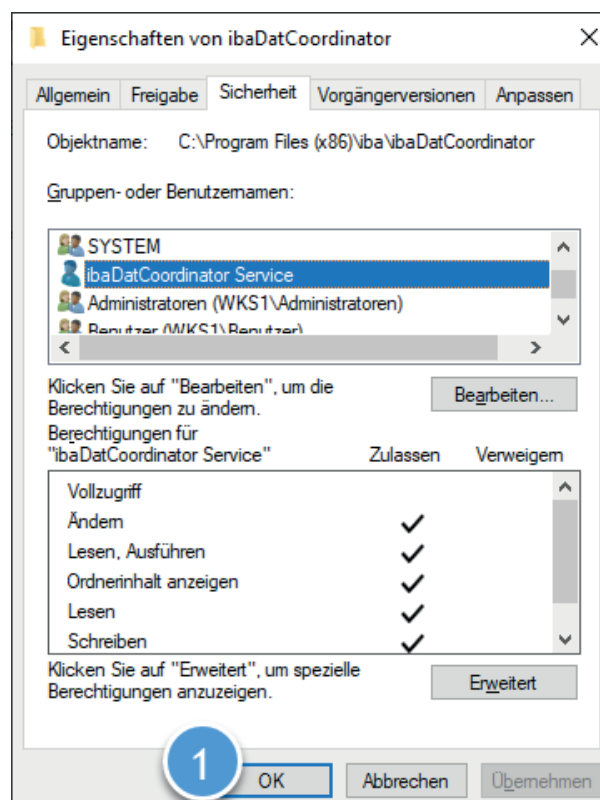 Eigenschaften von ibaDatCoordinator
Allgemein Freigabe Sicherheit Vorgängerversionen Anpassen
Objektname: C:\Program Files (x86)\iba\ibaDatCoordinator
Gruppen- oder Benutzernamen:
SYSTEM
ibaDatCoordinator Service
Administratoren (WKS1\Administratoren)
Benutzer (WKS1\Benutzer)
Klicken Sie auf "Bearbeiten", um die
Berechtigungen zu ändern.
Bearbeiten...
Berechtigungen für
"ibaDatCoordinator Service" Zulassen Verweigern
Vollzugriff
Ändern
Lesen, Ausführen
Ordnerinhalt anzeigen
Lesen
Schreiben
Klicken Sie auf "Erweitert", um spezielle
Berechtigungen anzuzeigen.
Erweitert
1 OK Abbrechen Übernehmen